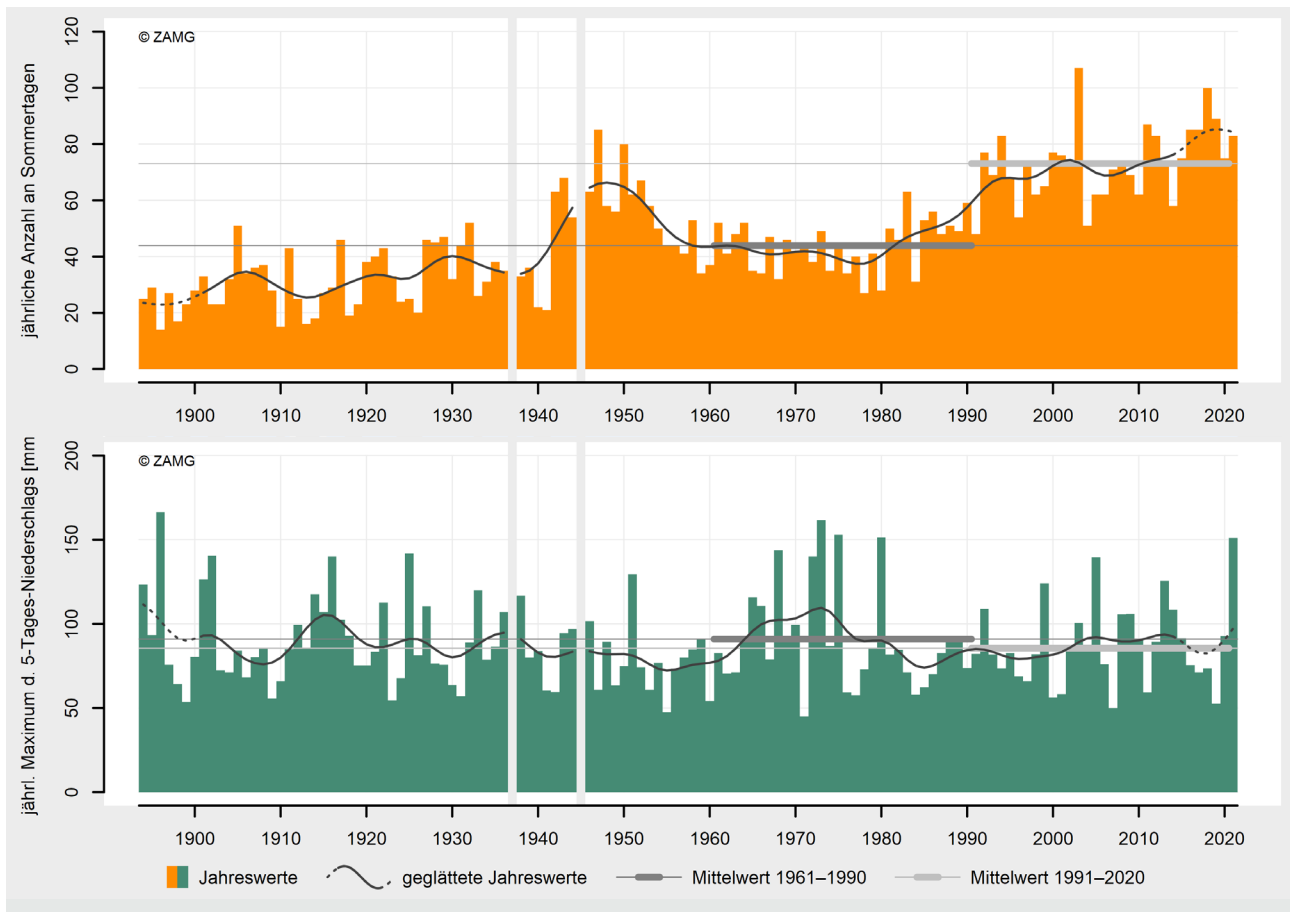 jährliche Anzahl an Sommertagen
© ZAMG
120
100
80
60
40
20
0
1900 1910 1920 1930 1940 1950 1960 1970 1980 1990 2000 2010 2020
jährl. Maximum d. 5-Tages-Niederschlags [mm
© ZAMG
200
150
100
50
0
1900 1910 1920 1930 1940 1950 1960 1970 1980 1990 2000 2010 2020
Jahreswerte geglättete Jahreswerte Mittelwert 1961–1990 Mittelwert 1991–2020